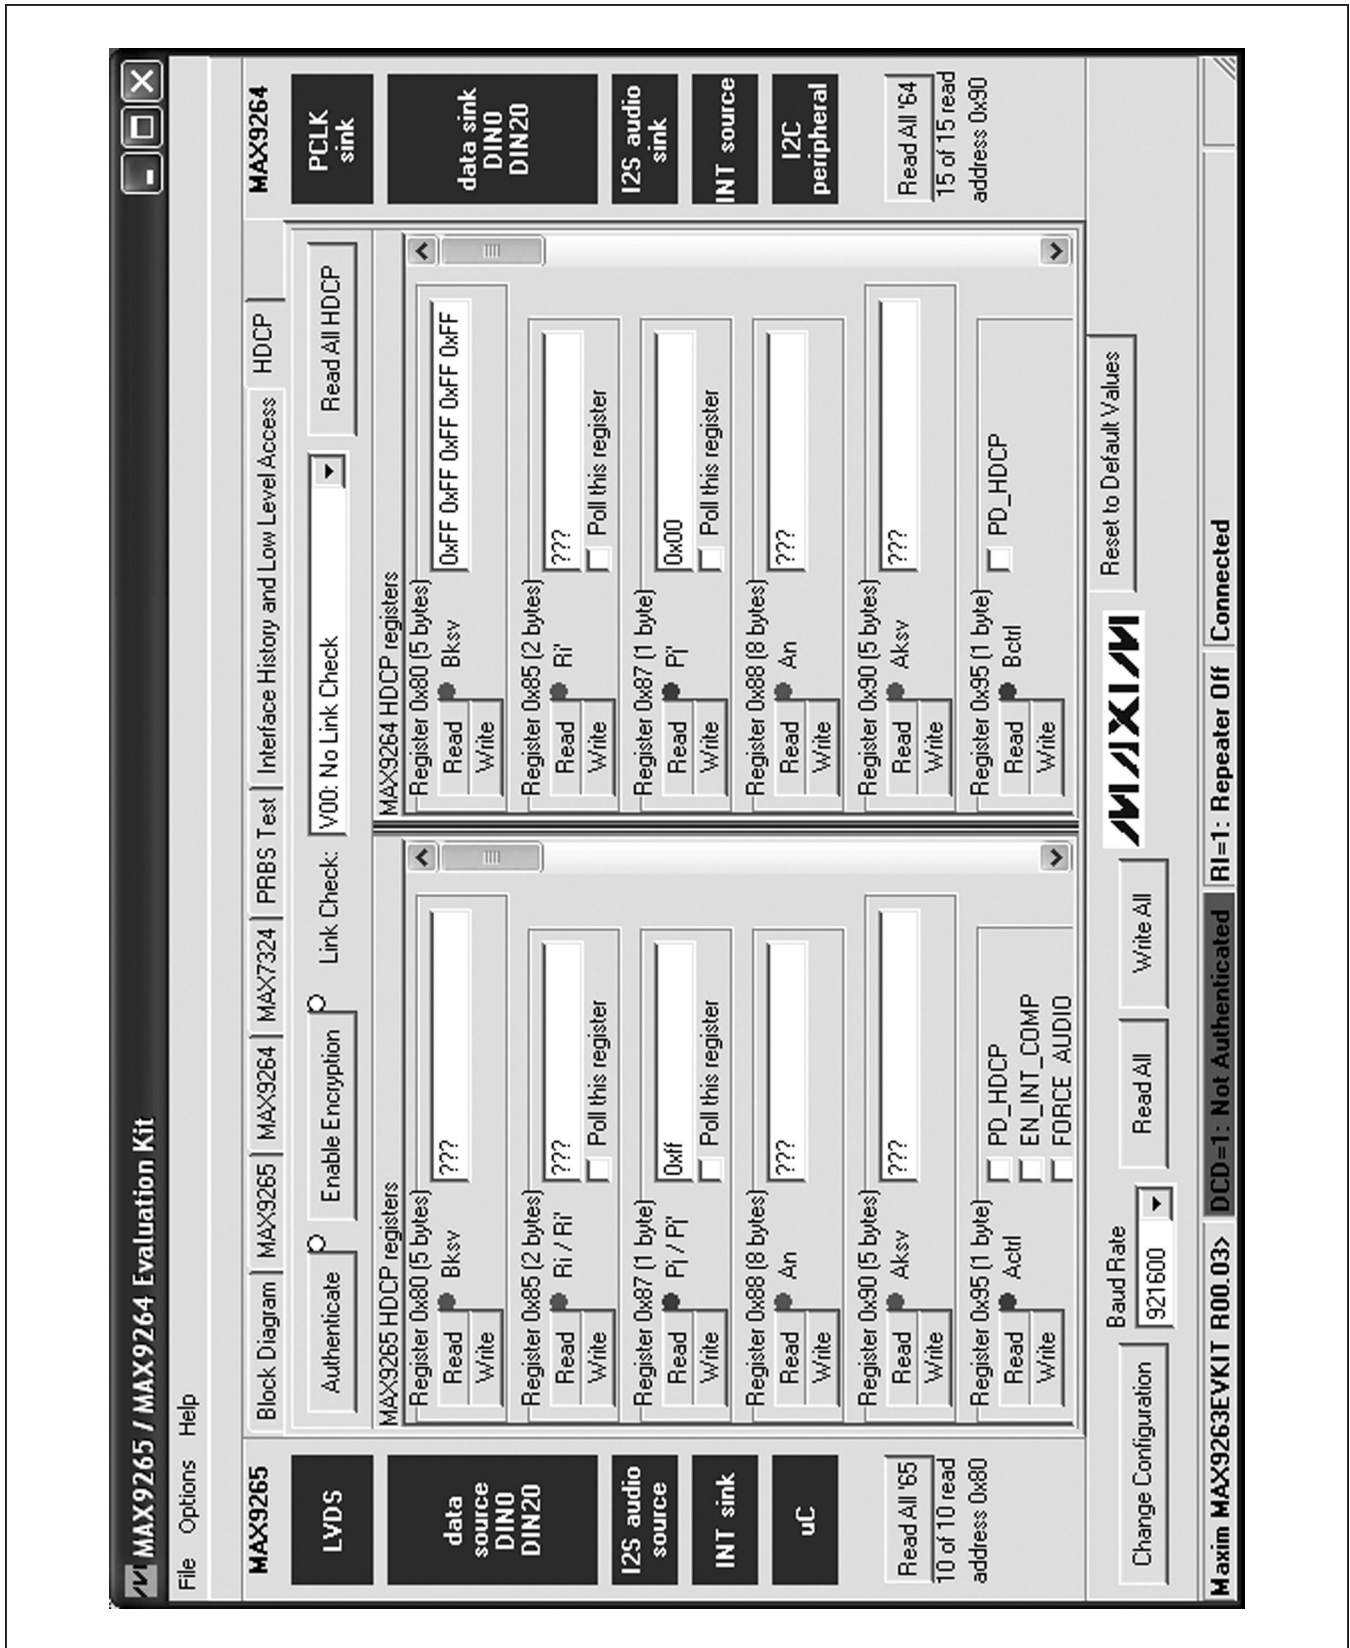 MAX9265 / MAX9264 Evaluation Kit
File Options Help
MAX9265
LVDS
data
source
DIN0
DIN20
I2S audio
source
INT sink
uC
Read All '65
10 of 10 read
address 0x80
Block Diagram MAX9265 MAX9264 MAX7324 PRBS Test Interface History and Low Level Access HDCP
Authenticate Enable Encryption Link Check: V00: No Link Check Read All HDCP
MAX9265 HDCP registers
Register 0x80 (5 bytes)
Read Bksv ???
Write
Register 0x85 (2 bytes)
Read Ri / Ri' ???
Write Poll this register
Register 0x87 (1 byte)
Read Pj / Pj' 0xff
Write Poll this register
Register 0x88 (8 bytes)
Read An ???
Write
Register 0x90 (5 bytes)
Read Aksv ???
Write
Register 0x95 (1 byte)
Read Actrl PD_HDCP
Write EN_INT_COMP
FORCE_AUDIO
MAX9264 HDCP registers
Register 0x80 (5 bytes)
Read Bksv 0xFF 0xFF 0xFF 0xFF 0xFF
Write
Register 0x85 (2 bytes)
Read Ri' ???
Write Poll this register
Register 0x87 (1 byte)
Read Pj' 0x00
Write Poll this register
Register 0x88 (8 bytes)
Read An ???
Write
Register 0x90 (5 bytes)
Read Aksv ???
Write
Register 0x95 (1 byte)
Read Bctrl PD_HDCP
Write
MAX9264
PCLK
sink
data sink
DIN0
DIN20
I2S audio
sink
INT source
I2C
peripheral
Read All '64
15 of 15 read
address 0x90
Change Configuration
Baud Rate
921600
Read All Write All MAXIM Reset to Default Values
Maxim MAX9263EVKIT R00.03> DCD=1: Not Authenticated RI=1: Repeater Off Connected